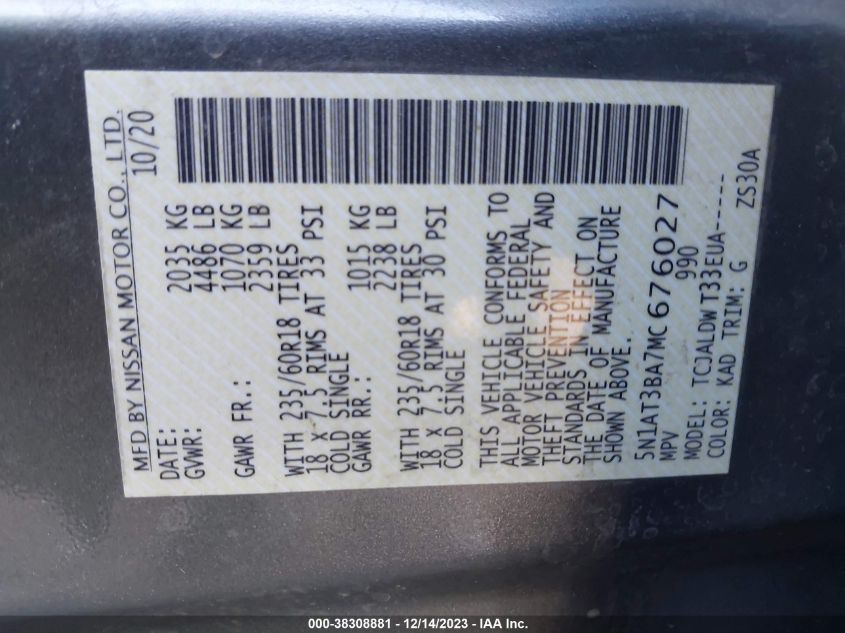 MFD BY NISSAN MOTOR CO., LTD.
DATE: 10/20
GVWR: 2035 KG
4486 LB
GAWR FR.: 1070 KG
2359 LB
WITH 235/60R18 TIRES
18 X 7.5 RIMS AT 33 PSI
COLD SINGLE
GAWR RR.: 1015 KG
2238 LB
WITH 235/60R18 TIRES
18 X 7.5 RIMS AT 30 PSI
COLD SINGLE
THIS VEHICLE CONFORMS TO
ALL APPLICABLE FEDERAL
MOTOR VEHICLE SAFETY AND
THEFT PREVENTION
STANDARDS IN EFFECT ON
THE DATE OF MANUFACTURE
SHOWN ABOVE.
5N1AT3BA7MC676027
MPV 990
MODEL: TCJALDW T33EUA-----
COLOR: KAD TRIM: G ZS30A
000-38308881 - 12/14/2023 - IAA Inc.